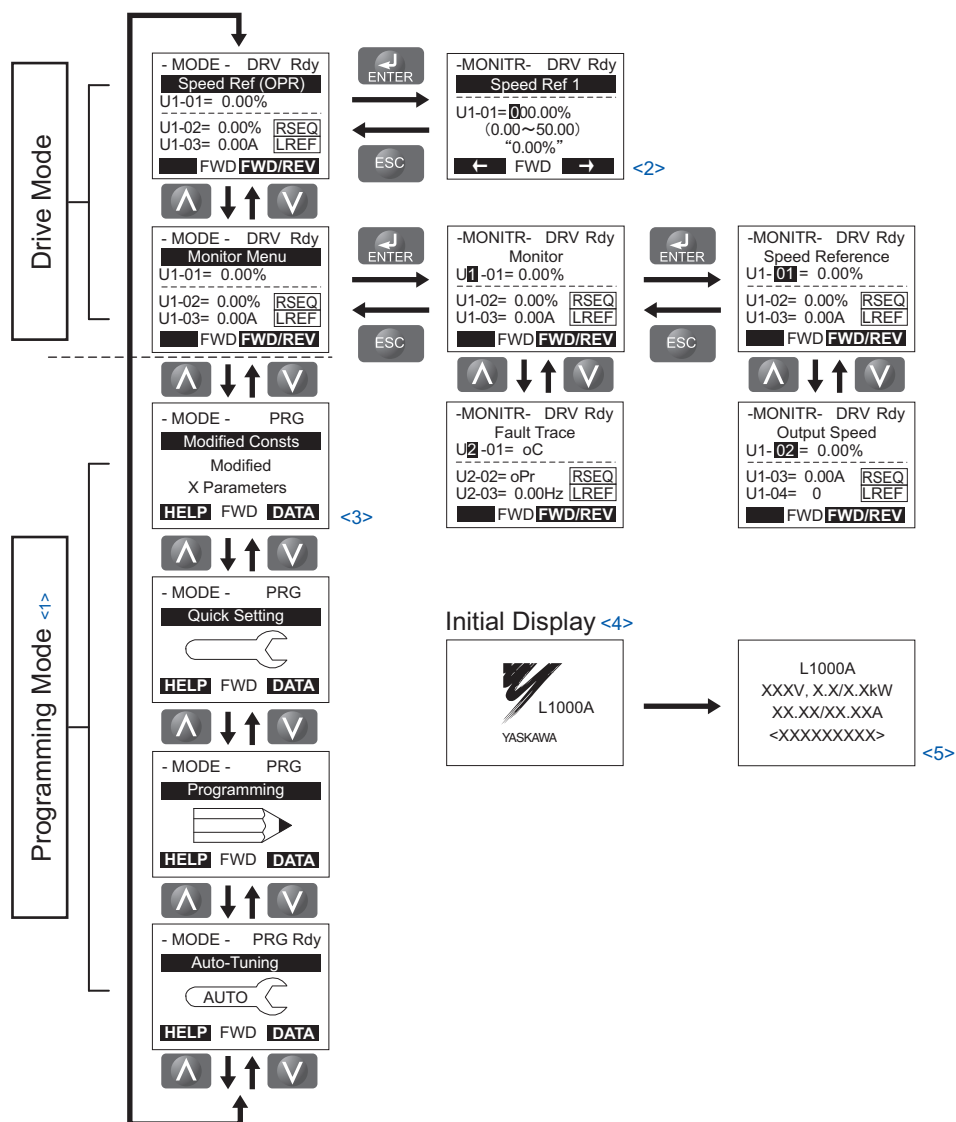 Drive Mode
- MODE - DRV Rdy
Speed Ref (OPR)
U1-01= 0.00%
U1-02= 0.00% RSEQ
U1-03= 0.00A LREF
FWD FWD/REV
ENTER
ESC
-MONITR- DRV Rdy
Speed Ref 1
U1-01= 000.00%
(0.00~50.00)
“0.00%”
← FWD →
<2>
- MODE - DRV Rdy
Monitor Menu
U1-01= 0.00%
U1-02= 0.00% RSEQ
U1-03= 0.00A LREF
FWD FWD/REV
ENTER
ESC
-MONITR- DRV Rdy
Monitor
U1 -01= 0.00%
U1-02= 0.00% RSEQ
U1-03= 0.00A LREF
FWD FWD/REV
ENTER
ESC
-MONITR- DRV Rdy
Speed Reference
U1- 01 = 0.00%
U1-02= 0.00% RSEQ
U1-03= 0.00A LREF
FWD FWD/REV
-MONITR- DRV Rdy
Fault Trace
U2 -01= oC
U2-02= oPr RSEQ
U2-03= 0.00Hz LREF
FWD FWD/REV
-MONITR- DRV Rdy
Output Speed
U1- 02 = 0.00%
U1-03= 0.00A RSEQ
U1-04= 0 LREF
FWD FWD/REV
Programming Mode <1>
- MODE - PRG
Modified Consts
Modified
X Parameters
HELP FWD DATA
<3>
- MODE - PRG
Quick Setting
HELP FWD DATA
- MODE - PRG
Programming
HELP FWD DATA
- MODE - PRG Rdy
Auto-Tuning
AUTO
HELP FWD DATA
Initial Display <4>
L1000A
YASKAWA
L1000A
XXXV, X.X/X.XkW
XX.XX/XX.XXA
<XXXXXXXXX>
<5>